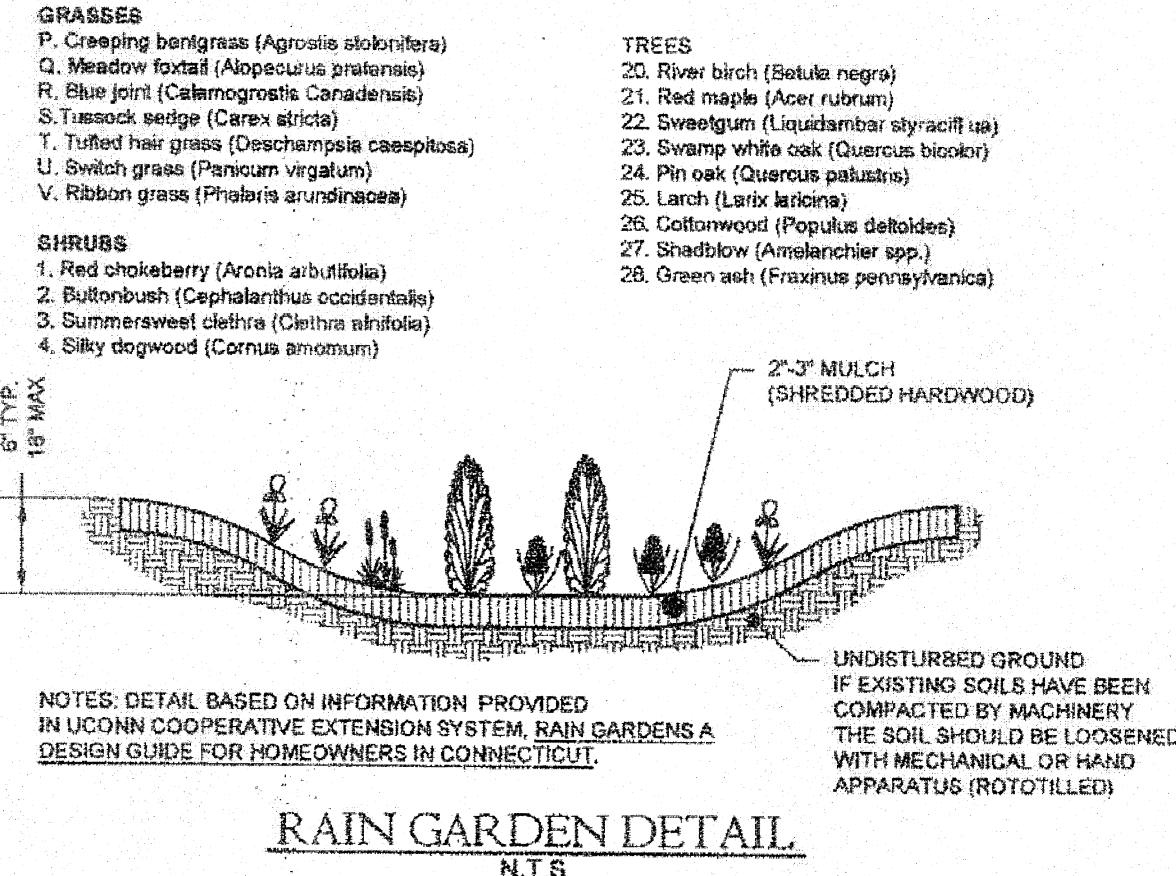 GRASSES
P. Creeping bentgrass (Agrostis stolonifera)
Q. Meadow foxtail (Alopecurus pratensis)
R. Blue joint (Calamogrostis Canadensis)
S.Tussock sedge (Carex stricta)
T. Tufted hair grass (Deschampsia caespitosa)
U. Switch grass (Panicum virgatum)
V. Ribbon grass (Phalaris arundinacea)
SHRUBS
1. Red chokeberry (Aronia arbutifolia)
2. Buttonbush (Cephalanthus occidentalis)
3. Summersweet clethra (Clethra alnifolia)
4. Silky dogwood (Cornus amomum)
TREES
20. River birch (Betula negra)
21. Red maple (Acer rubrum)
22. Sweetgum (Liquidambar styracifl ua)
23. Swamp white oak (Quercus bicolor)
24. Pin oak (Quercus palustris)
25. Larch (Larix laricina)
26. Cottonwood (Populus deltoides)
27. Shadblow (Amelanchier spp.)
28. Green ash (Fraxinus pennsylvanica)
6" TYP.
18" MAX
2"-3" MULCH
(SHREDDED HARDWOOD)
UNDISTURBED GROUND
IF EXISTING SOILS HAVE BEEN
COMPACTED BY MACHINERY
THE SOIL SHOULD BE LOOSENED
WITH MECHANICAL OR HAND
APPARATUS (ROTOTILLED)
NOTES: DETAIL BASED ON INFORMATION PROVIDED
IN UCONN COOPERATIVE EXTENSION SYSTEM, RAIN GARDENS A
DESIGN GUIDE FOR HOMEOWNERS IN CONNECTICUT.
RAIN GARDEN DETAIL
N.T.S